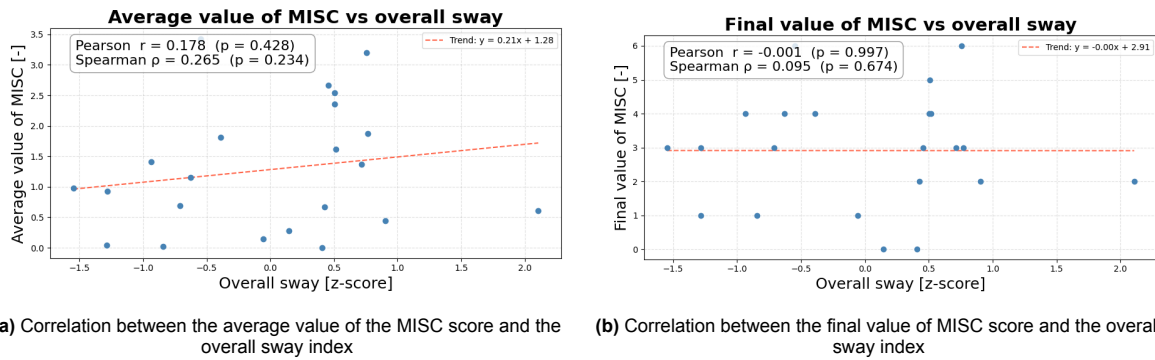 Average value of MISC vs overall sway
Pearson r = 0.178 (p = 0.428)
Spearman ρ = 0.265 (p = 0.234)
Trend: y = 0.21x + 1.28
3.5
3.0
2.5
2.0
1.5
1.0
0.5
0.0
Average value of MISC [-]
−1.5 −1.0 −0.5 0.0 0.5 1.0 1.5 2.0
Overall sway [z-score]
a) Correlation between the average value of the MISC score and the
overall sway index
Final value of MISC vs overall sway
Pearson r = -0.001 (p = 0.997)
Spearman ρ = 0.095 (p = 0.674)
Trend: y = -0.00x + 2.91
6
5
4
3
2
1
0
Final value of MISC [-]
−1.5 −1.0 −0.5 0.0 0.5 1.0 1.5 2.0
Overall sway [z-score]
(b) Correlation between the final value of MISC score and the overal
sway index